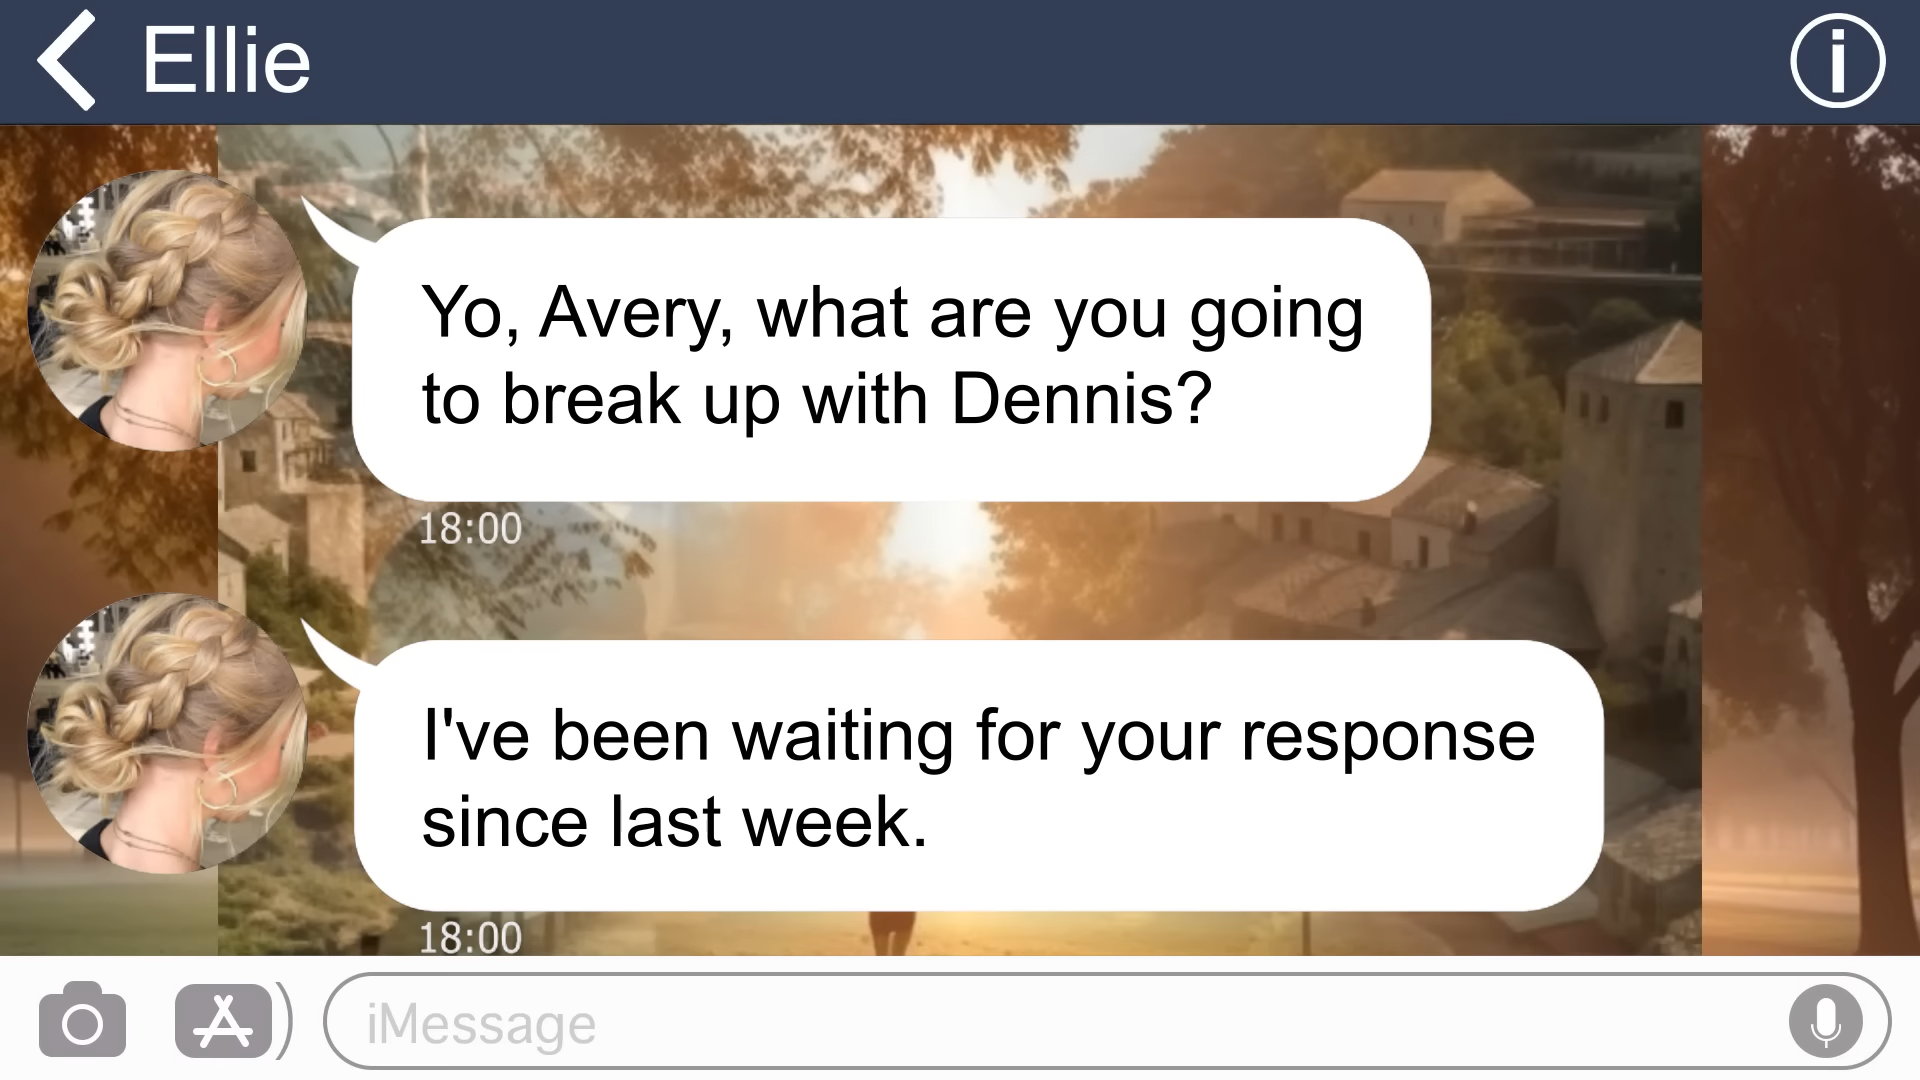 Ellie
Yo, Avery, what are you going
to break up with Dennis?
18:00
I've been waiting for your response
since last week.
18:00
iMessage